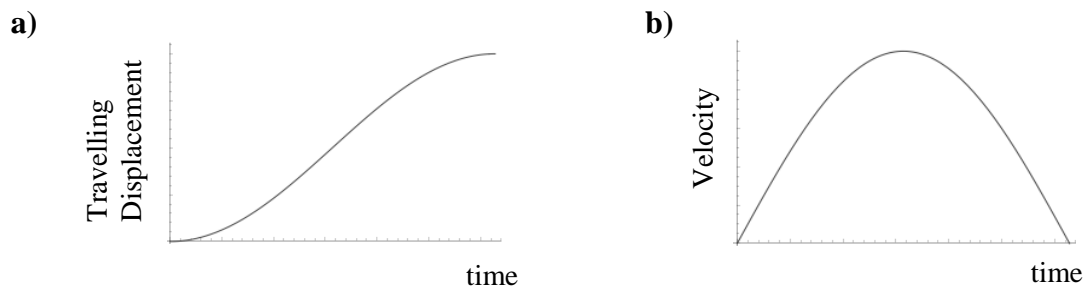 a)
Travelling
Displacement
time
b)
Velocity
time